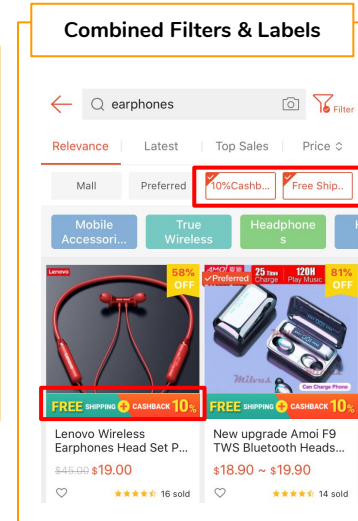 Combined Filters & Labels
earphones
Filter
Relevance Latest Top Sales Price
Mall Preferred 10%Cashb... Free Ship..
Mobile Accessori...
True Wireless
Headphone s
Lenovo
58% OFF
FREE SHIPPING + CASHBACK 10%
Preferred
25 Time Charge
120H Play Music
81% OFF
Milvus
Can Charge Phone
FREE SHIPPING + CASHBACK 10%
Lenovo Wireless
Earphones Head Set P...
$45.00 $19.00
16 sold
New upgrade Amoi F9
TWS Bluetooth Heads...
$18.90 ~ $19.90
14 sold